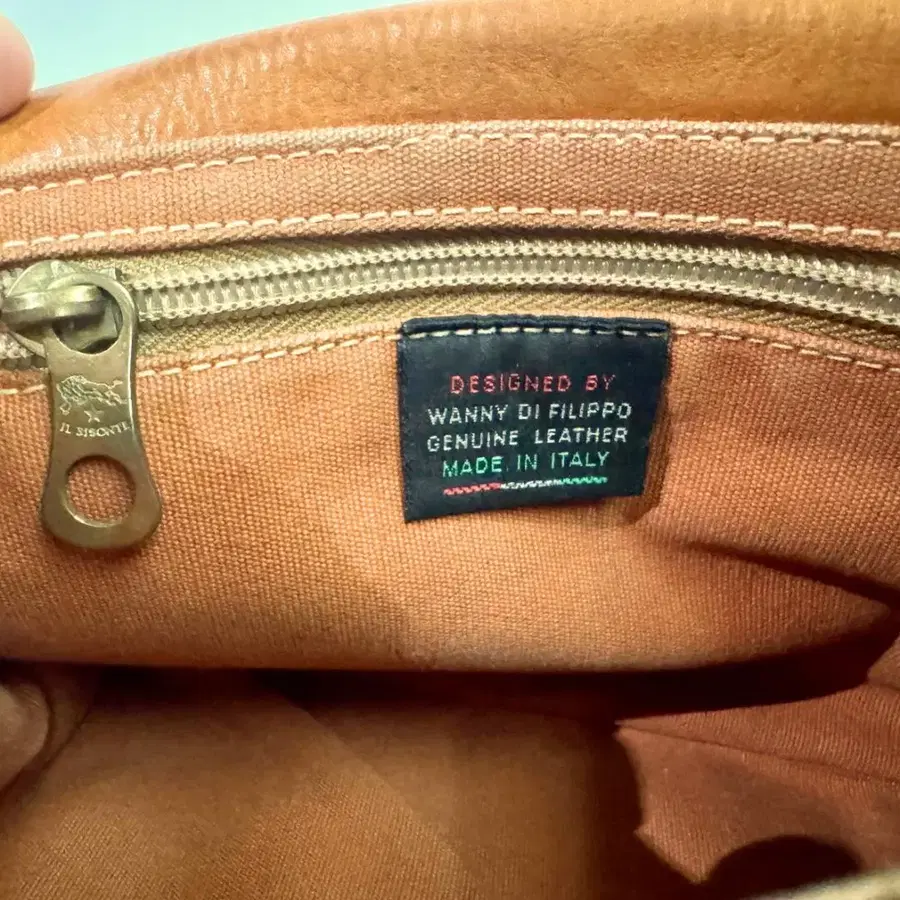 IL BISONTE
DESIGNED BY
WANNY DI FILIPPO
GENUINE LEATHER
MADE IN ITALY